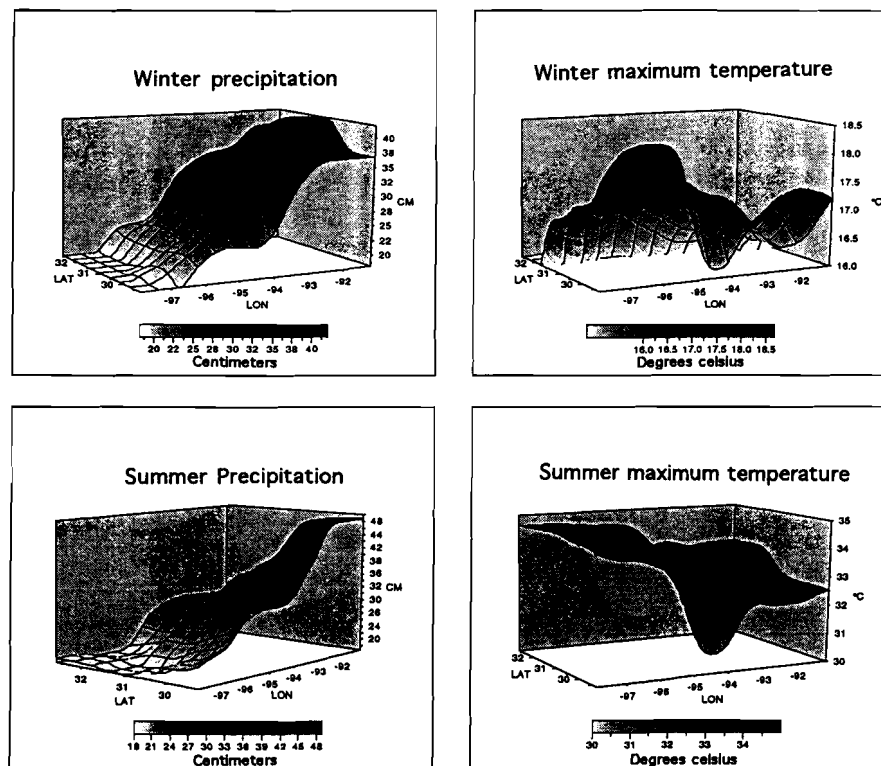 Winter precipitation
40
38
35
30
28
25
22
20
CM
32
31
30
LAT
-97
-96
-95
-94
-93
-92
LON
20 22 25 28 30 32 35 38 40
Centimeters
Winter maximum temperature
18.5
18.0
17.5
17.0
16.5
16.0
°C
32
31
30
LAT
-97
-96
-95
-94
-93
-92
LON
16.0 16.5 17.0 17.5 18.0 18.5
Degrees celsius
Summer Precipitation
48
44
42
38
36
32
30
26
24
20
CM
32
31
30
LAT
-97
-96
-95
-94
-93
-92
LON
18 21 24 27 30 33 36 39 42 45 48
Centimeters
Summer maximum temperature
35
34
33
32
31
30
°C
32
31
30
LAT
-97
-96
-95
-94
-93
-92
LON
30 31 32 33 34
Degrees celsius